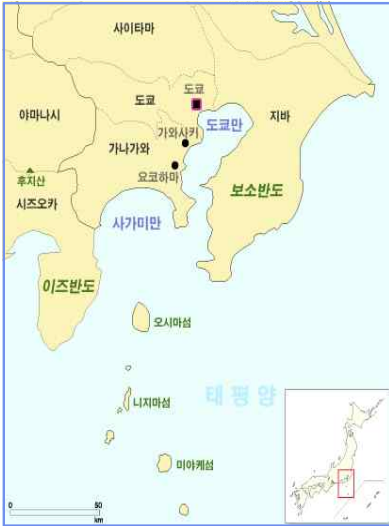 사이타마
도쿄
도쿄
야마나시
지바
도쿄만
가와사키
가나가와
후지산
요코하마
시즈오카
보소반도
사가미만
이즈반도
오시마섬
니지마섬
태평양
미야케섬
0 50
km